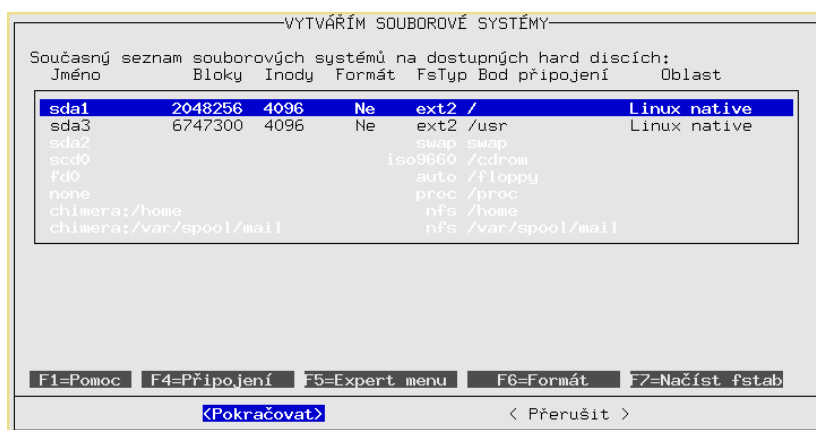 VYTVÁŘÍM SOUBOROVÉ SYSTÉMY
Současný seznam souborových systémů na dostupných hard discích:
Jméno Bloky Inody Formát FsTyp Bod připojení Oblast
sda1 2048256 4096 Ne ext2 / Linux native
sda3 6747300 4096 Ne ext2 /usr Linux native
sda2 swap swap
scd0 iso9660 /cdrom
fd0 auto /floppy
none proc /proc
chimera:/home nfs /home
chimera:/var/spool/mail nfs /var/spool/mail
F1=Pomoc F4=Připojení F5=Expert menu F6=Formát F7=Načíst fstab
<Pokračovat> < Přerušit >